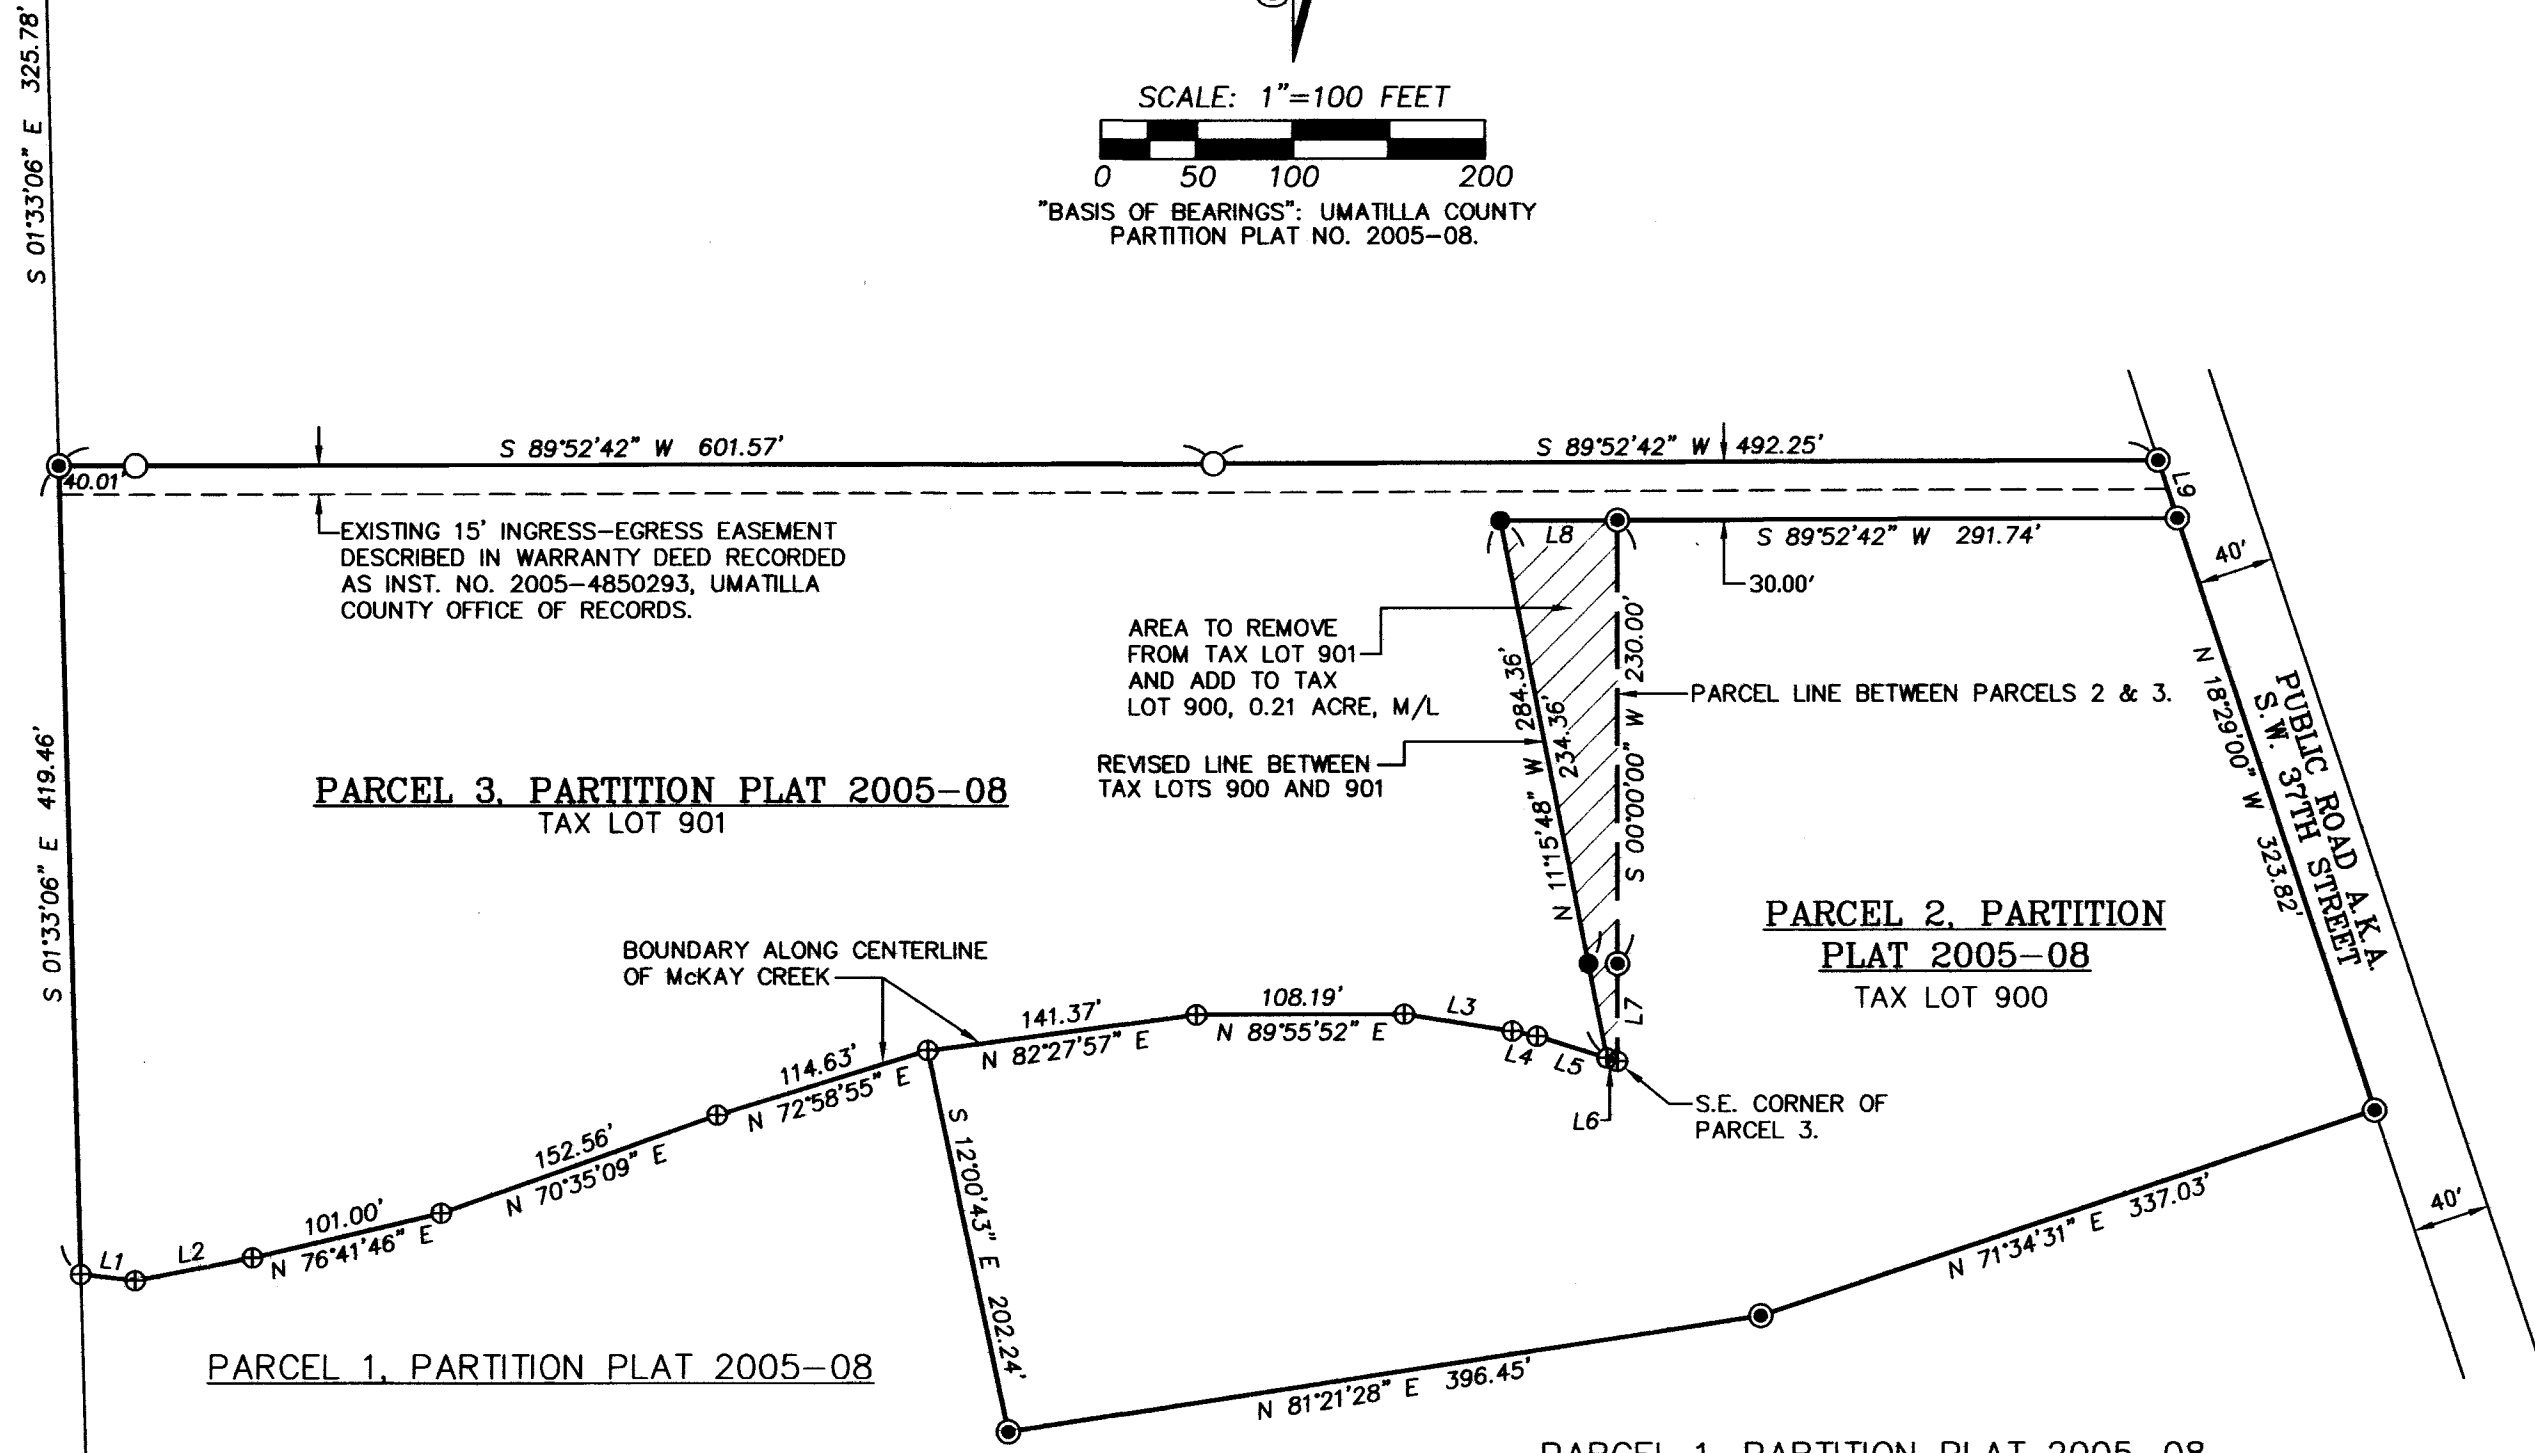 S 01°33'06" E 325.78'
SCALE: 1"=100 FEET
0 50 100 200
"BASIS OF BEARINGS": UMATILLA COUNTY
PARTITION PLAT NO. 2005-08.
S 89°52'42" W 601.57'
S 89°52'42" W 492.25'
40.01'
L9
EXISTING 15' INGRESS-EGRESS EASEMENT
DESCRIBED IN WARRANTY DEED RECORDED
AS INST. NO. 2005-4850293, UMATILLA
COUNTY OFFICE OF RECORDS.
L8
S 89°52'42" W 291.74'
30.00'
40'
AREA TO REMOVE
FROM TAX LOT 901
AND ADD TO TAX
LOT 900, 0.21 ACRE, M/L
REVISED LINE BETWEEN
TAX LOTS 900 AND 901
N 11°15'48" W 284.36'
234.36'
S 00°00'00" W 230.00'
PARCEL LINE BETWEEN PARCELS 2 & 3.
N 18°29'00" W 323.82'
PUBLIC ROAD A.K.A.
S.W. 37TH STREET
S 01°33'06" E 419.46'
PARCEL 3, PARTITION PLAT 2005-08
TAX LOT 901
PARCEL 2, PARTITION
PLAT 2005-08
TAX LOT 900
BOUNDARY ALONG CENTERLINE
OF McKAY CREEK
L1
L2
101.00'
N 76°41'46" E
152.56'
N 70°35'09" E
114.63'
N 72°58'55" E
141.37'
N 82°27'57" E
108.19'
N 89°55'52" E
L3
L4
L5
L6
L7
S.E. CORNER OF
PARCEL 3.
S 12°00'43" E 202.24'
N 81°21'28" E 396.45'
N 71°34'31" E 337.03'
40'
PARCEL 1, PARTITION PLAT 2005-08
PARCEL 1, PARTITION PLAT 2005-08